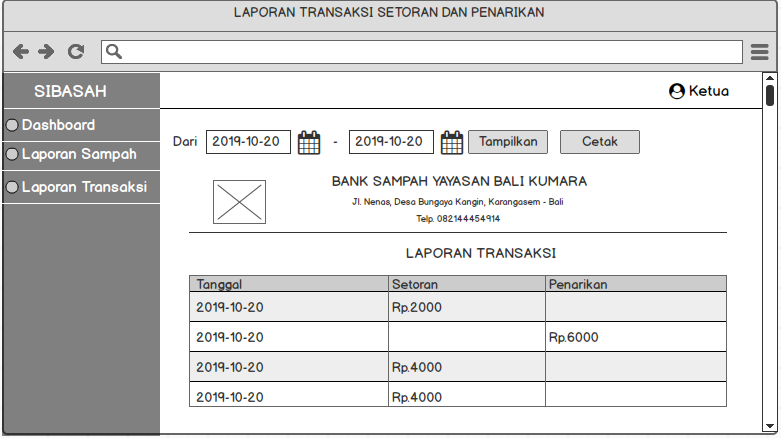 LAPORAN TRANSAKSI SETORAN DAN PENARIKAN
SIBASAH
Ketua
Dashboard
Laporan Sampah
Laporan Transaksi
Dari 2019-10-20 - 2019-10-20 Tampilkan Cetak
BANK SAMPAH YAYASAN BALI KUMARA
Jl. Nenas, Desa Bungaya Kangin, Karangasem - Bali
Telp. 082144454914
LAPORAN TRANSAKSI
Tanggal Setoran Penarikan
2019-10-20 Rp.2000
2019-10-20 Rp.6000
2019-10-20 Rp.4000
2019-10-20 Rp.4000